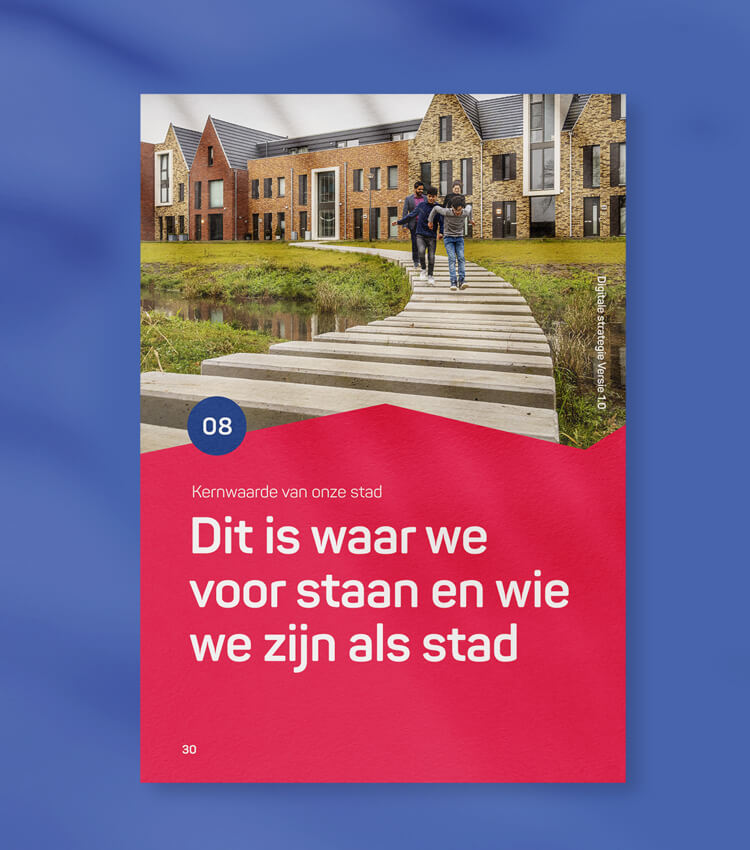 Digitale strategie Versie 1.0
08
Kernwaarde van onze stad
Dit is waar we
voor staan en wie
we zijn als stad
30